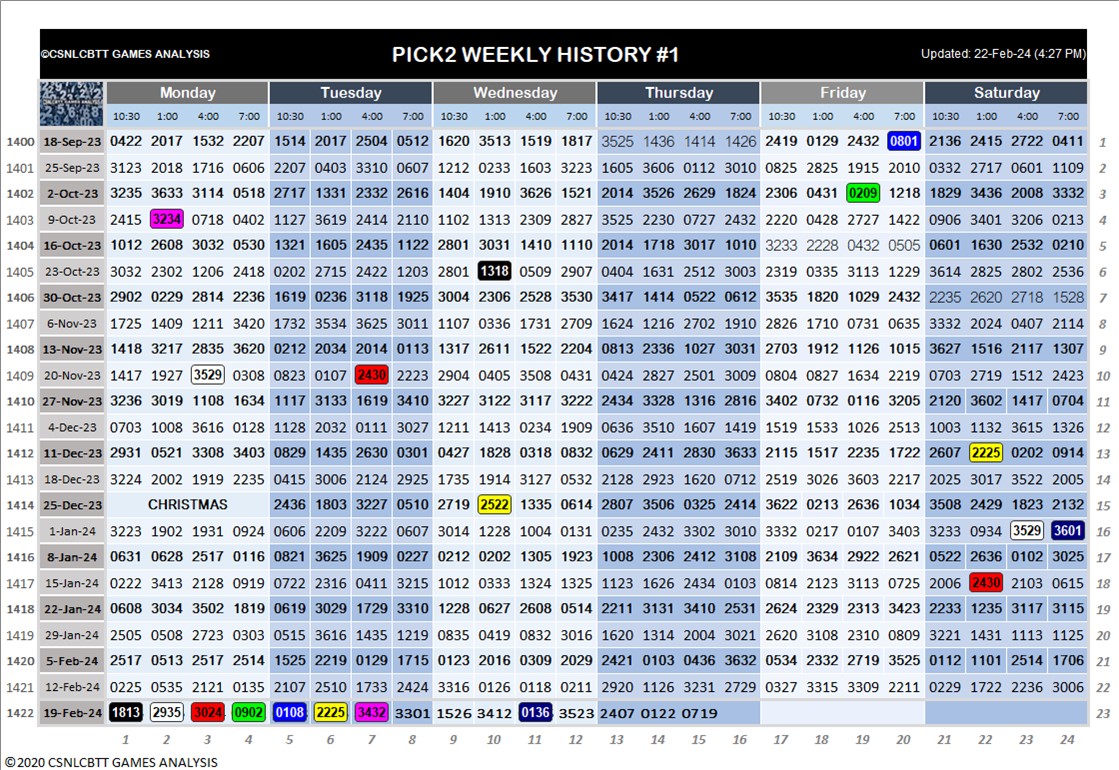 ©CSNLCBTT GAMES ANALYSIS PICK2 WEEKLY HISTORY #1 Updated: 22-Feb-24 (4:27 PM)
Monday Tuesday Wednesday Thursday Friday Saturday
10:30 1:00 4:00 7:00 10:30 1:00 4:00 8:00 10:30 1:00 4:00 7:00 10:30 1:00 4:00 7:00 10:30 1:00 4:00 7:00 10:30 1:00 4:00 7:00
1400 18-Sep-23 0422 2017 1532 2207 1514 2017 2504 0512 1620 3513 1519 1817 3525 1436 1414 1426 2419 0129 2432 0801 2136 2415 2722 0411 1
1401 25-Sep-23 3123 2018 1716 0606 2207 0403 3310 0607 1212 0233 1603 3223 1605 3606 0112 3010 0825 2825 1915 2010 0332 2717 0601 1109 2
1402 2-Oct-23 3235 3633 3114 0518 2717 1331 2332 2616 1404 1910 3626 1521 2014 3526 2629 1824 2306 0431 0209 1218 1829 3436 2008 3332 3
1403 9-Oct-23 2415 3234 0718 0402 1127 3619 2414 2110 1102 1313 2309 2827 3525 2230 0727 2432 2220 0428 2727 1422 0906 3401 3206 0213 4
1404 16-Oct-23 1012 2608 3032 0530 1321 1605 2435 1122 2801 3031 1410 1110 2014 1718 3017 1010 3233 2228 0432 0505 0601 1630 2532 0210 5
1405 23-Oct-23 3032 2302 1206 2418 0202 2715 2422 1203 2801 1318 0509 2907 0404 1631 2512 3003 2319 0335 3113 1229 3614 2825 2802 2536 6
1406 30-Oct-23 2902 0229 2814 2236 1619 0236 3118 1925 3004 2306 2528 3530 3417 1414 0522 0612 3535 1820 1029 2432 2235 2620 2718 1528 7
1407 6-Nov-23 1725 1409 1211 3420 1732 3534 3625 3011 1107 0336 1731 2709 1624 1216 2702 1910 2826 1710 0731 0635 3332 2024 0407 2114 8
1408 13-Nov-23 1418 3217 2835 3620 0212 2034 2014 0113 1317 2611 1522 2204 0813 2336 1027 3031 2703 1912 1126 1015 3627 1516 2117 1307 9
1409 20-Nov-23 1417 1927 3529 0308 0823 0107 2430 2223 2904 0405 3508 0431 0424 2827 2501 3009 0804 0227 1634 2219 0703 2719 1512 2423 10
1410 27-Nov-23 3236 3019 1108 1634 1117 3133 1619 3410 3227 3122 3117 3222 2434 3328 1316 2816 3402 0732 0116 3205 2120 3602 1417 0704 11
1411 4-Dec-23 0703 1008 3616 0128 1128 2032 0111 3027 1211 1413 0234 1909 0636 3510 1607 1419 1519 1533 1026 2513 1003 1132 3615 1326 12
1412 11-Dec-23 2931 0521 3308 3403 0829 1435 2630 0301 0427 1828 0318 0832 0629 2411 2830 3633 2115 1517 2235 1722 2607 2225 0202 0914 13
1413 18-Dec-23 3224 2002 1919 2235 0415 3006 2124 2925 1735 1914 3127 0532 2128 2923 1620 0712 2519 3026 3603 2217 2025 3017 3522 2005 14
1414 25-Dec-23 CHRISTMAS 2436 1803 3227 0510 2719 2522 1335 0614 2807 3506 0325 2414 3622 0213 2636 1034 3508 2429 1823 2132 15
1415 1-Jan-24 3223 1902 1931 0924 0606 2209 3222 0607 3014 1228 1004 0131 0235 2432 3302 3010 3332 0217 0107 3403 3233 0934 3529 3601 16
1416 8-Jan-24 0631 0628 2517 0116 0821 3625 1909 0227 0212 0202 1305 1923 1008 2306 2412 3108 2109 3634 2922 2621 0522 2636 0102 3025 17
1417 15-Jan-24 0222 3413 2128 0919 0722 2316 0411 3215 1012 0333 1324 1325 1123 1626 2434 0103 0814 2123 3113 0725 2006 2430 2103 0615 18
1418 22-Jan-24 0608 3034 3502 1819 0619 3029 1729 3310 1228 0627 2608 0514 2211 3131 3410 2531 2624 2329 2313 3423 2233 1235 3117 3115 19
1419 29-Jan-24 2505 0508 2723 0303 0515 3616 1435 1219 0835 0419 0832 3016 1620 1314 2004 3021 2620 3108 2310 0809 3221 1431 1113 1125 20
1420 5-Feb-24 2517 0513 2517 2514 1525 2219 0129 1715 0123 2016 0309 2029 2421 0103 0436 3632 0534 2332 2719 3525 0112 1101 2514 1706 21
1421 12-Feb-24 0225 0535 2121 0135 2107 2510 1733 2424 3316 0126 0118 0211 2920 1126 3231 2729 0327 3315 3309 2211 0229 1722 2236 3006 22
1422 19-Feb-24 1813 2935 3024 0902 0108 2225 3432 3301 1526 3412 0136 3523 2407 0122 0719 23
1 2 3 4 5 6 7 8 9 10 11 12 13 14 15 16 17 18 19 20 21 22 23 24
©2020 CSNLCBTT GAMES ANALYSIS